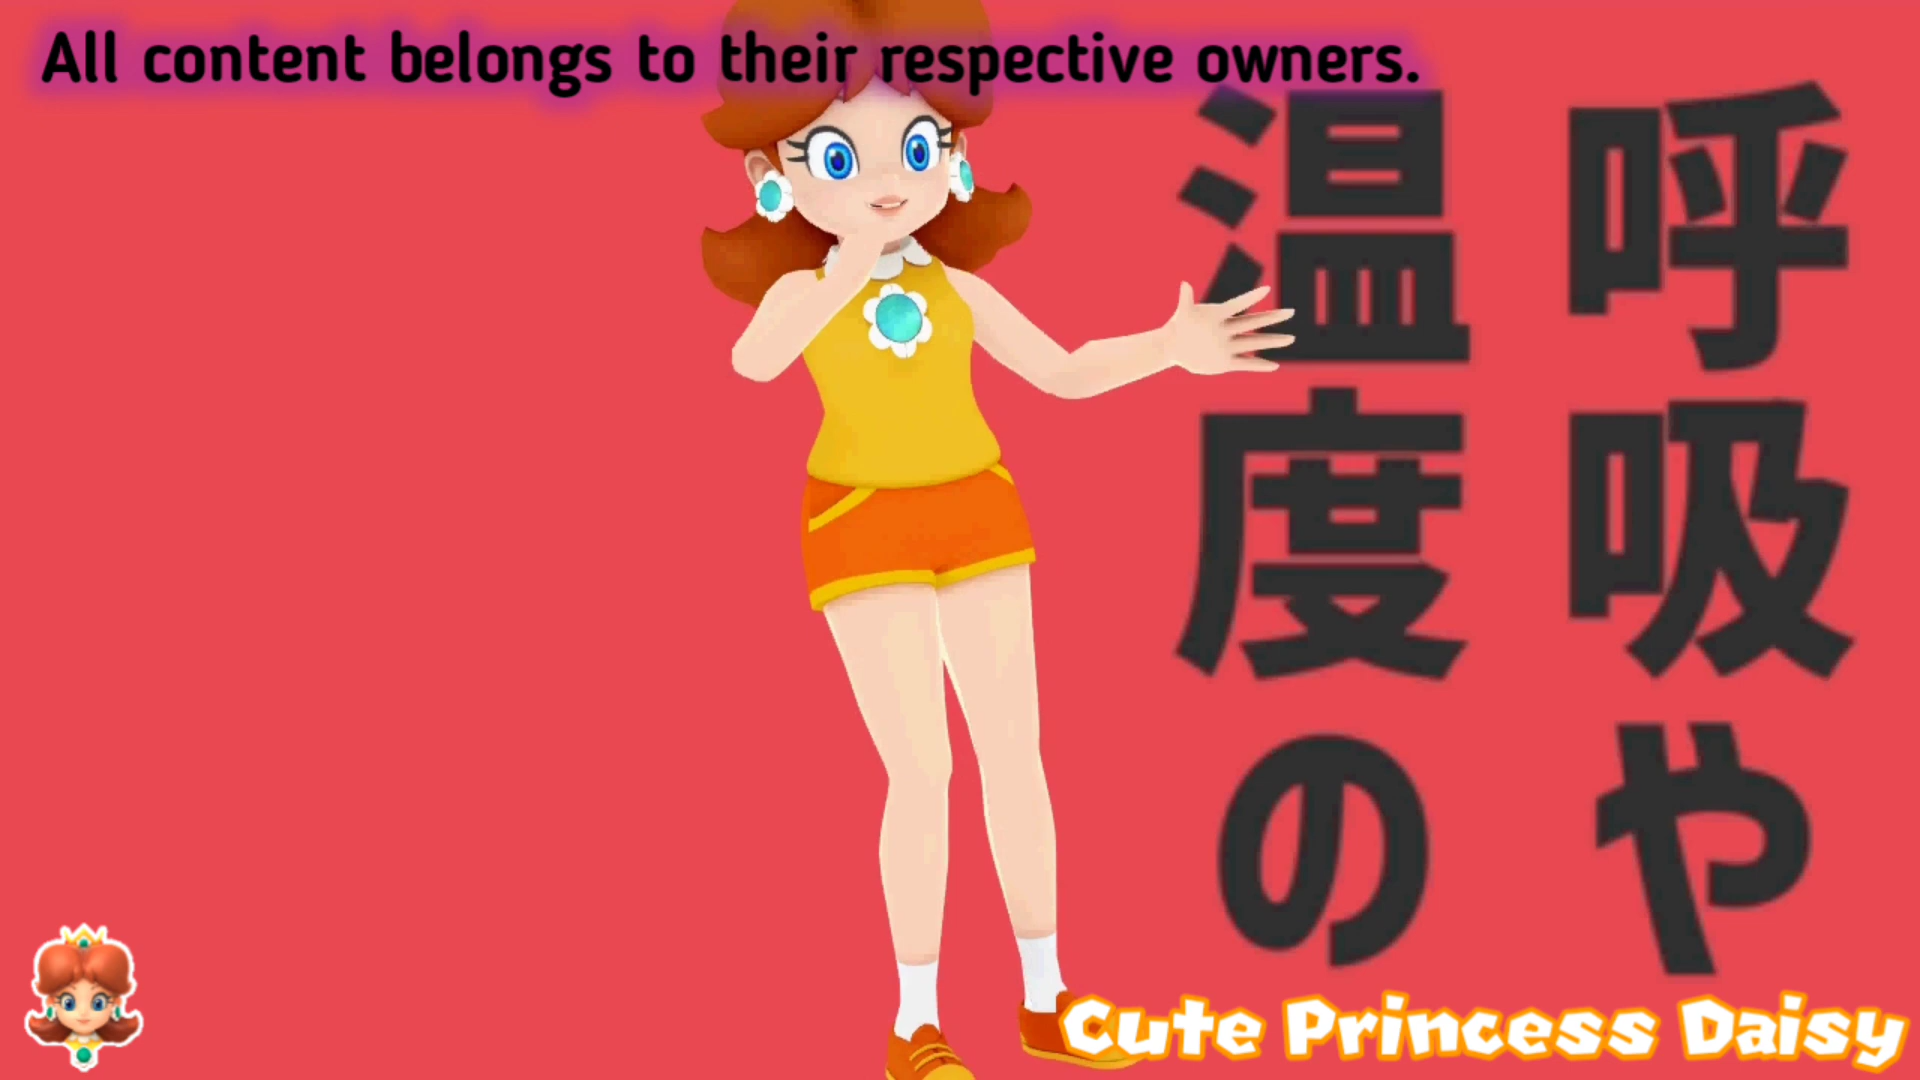 All content belongs to their respective owners.
呼吸や
温度の
Cute Princess Daisy